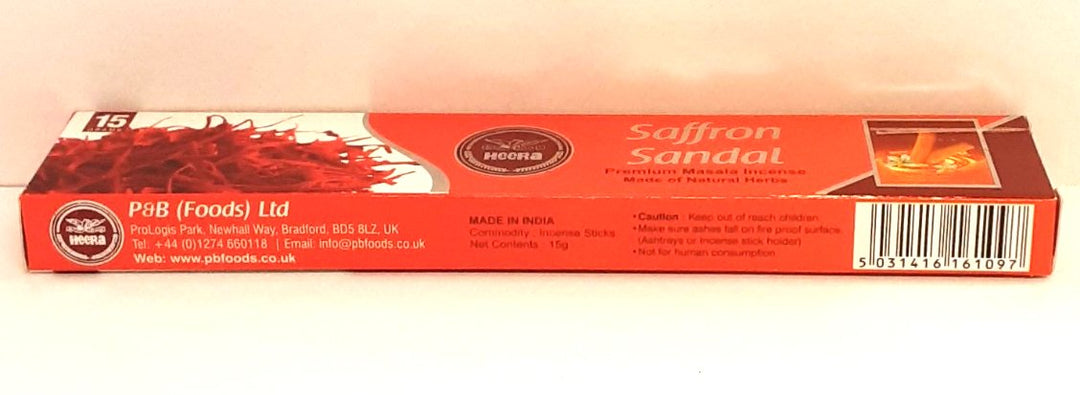 15
GRAMS
HEERA
Saffron
Sandal
Premium Masala Incense
Made of Natural Herbs
HEERA
P&B (Foods) Ltd
ProLogis Park, Newhall Way, Bradford. BD5 8LZ, UK
Tel: +44 (0)1274 660118 | Email: info@pbfoods.co.uk
Web: www.pbfoods.co.uk
MADE IN INDIA
Commodity : Incense Sticks
Net Contents : 15g
• Caution : Keep out of reach children.
• Make sure ashes fall on fire proof surface.
(Ashtrays or Incense stick holder)
• Not for human consumption.
5 031416 161097